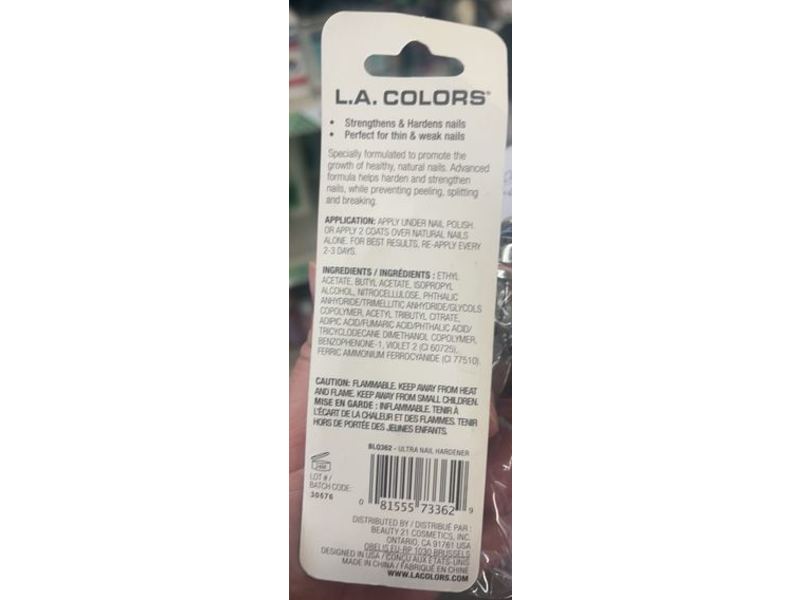 L.A. COLORS®
• Strengthens & Hardens nails
• Perfect for thin & weak nails
Specially formulated to promote the
growth of healthy, natural nails. Advanced
formula helps harden and strengthen
nails, while preventing peeling, splitting
and breaking.
APPLICATION: APPLY UNDER NAIL POLISH
OR APPLY 2 COATS OVER NATURAL NAILS
ALONE. FOR BEST RESULTS, RE-APPLY EVERY
2-3 DAYS.
INGREDIENTS / INGRÉDIENTS : ETHYL
ACETATE, BUTYL ACETATE, ISOPROPYL
ALCOHOL, NITROCELLULOSE, PHTHALIC
ANHYDRIDE/TRIMELLITIC ANHYDRIDE/GLYCOLS
COPOLYMER, ACETYL TRIBUTYL CITRATE,
ADIPIC ACID/FUMARIC ACID/PHTHALIC ACID/
TRICYCLODECANE DIMETHANOL COPOLYMER,
BENZOPHENONE-1, VIOLET 2 (CI 60725),
FERRIC AMMONIUM FERROCYANIDE (CI 77510).
CAUTION: FLAMMABLE. KEEP AWAY FROM HEAT
AND FLAME. KEEP AWAY FROM SMALL CHILDREN.
MISE EN GARDE : INFLAMMABLE. TENIR À
L'ÉCART DE LA CHALEUR ET DES FLAMMES. TENIR
HORS DE PORTÉE DES JEUNES ENFANTS.
BLQ362 - ULTRA NAIL HARDENER
24M
LOT # /
BATCH CODE:
30576
0 81555 73362 9
DISTRIBUTED BY / DISTRIBUÉ PAR :
BEAUTY 21 COSMETICS, INC.
ONTARIO, CA 91761 USA
OBELIS EU-RP 1030 BRUSSELS
DESIGNED IN USA / CONÇU AUX ÉTATS-UNIS
MADE IN CHINA / FABRIQUÉ EN CHINE
WWW.LACOLORS.COM